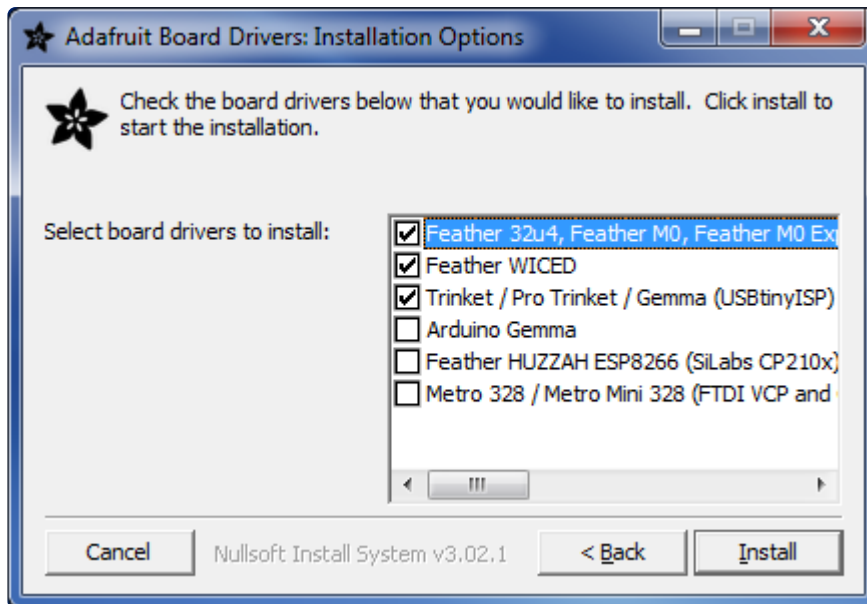 Adafruit Board Drivers: Installation Options
Check the board drivers below that you would like to install. Click install to
start the installation.
Select board drivers to install:
Feather 32u4, Feather M0, Feather M0 Exp
Feather WICED
Trinket / Pro Trinket / Gemma (USBtinyISP)
Arduino Gemma
Feather HUZZAH ESP8266 (SiLabs CP210x)
Metro 328 / Metro Mini 328 (FTDI VCP and
Cancel
Nullsoft Install System v3.02.1
< Back
Install